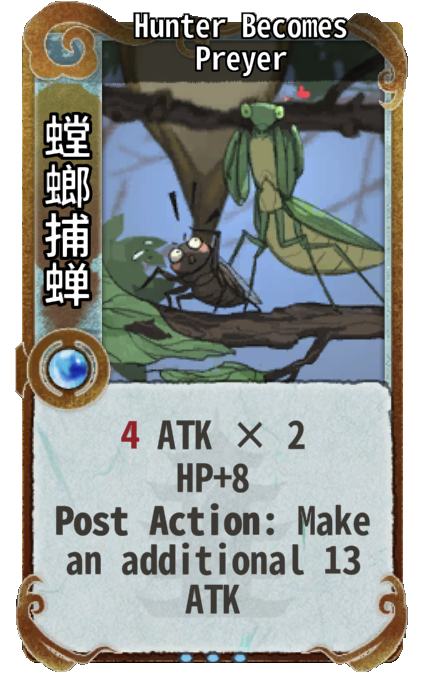 Hunter Becomes
Preyer
螳螂捕蝉
4 ATK × 2
HP+8
Post Action: Make
an additional 13
ATK